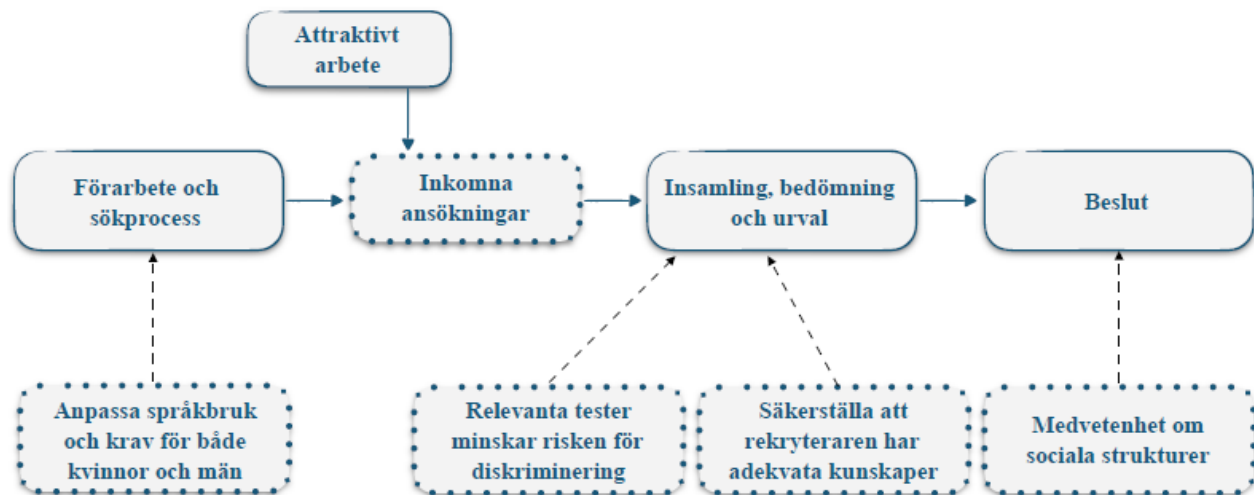 Attraktivt
arbete
Förarbete och
sökprocess
Inkomna
ansökningar
Insamling, bedömning
och urval
Beslut
Anpassa språkbruk
och krav för både
kvinnor och män
Relevanta tester
minskar risken för
diskriminering
Säkerställa att
rekryteraren har
adekvata kunskaper
Medvetenhet om
sociala strukturer